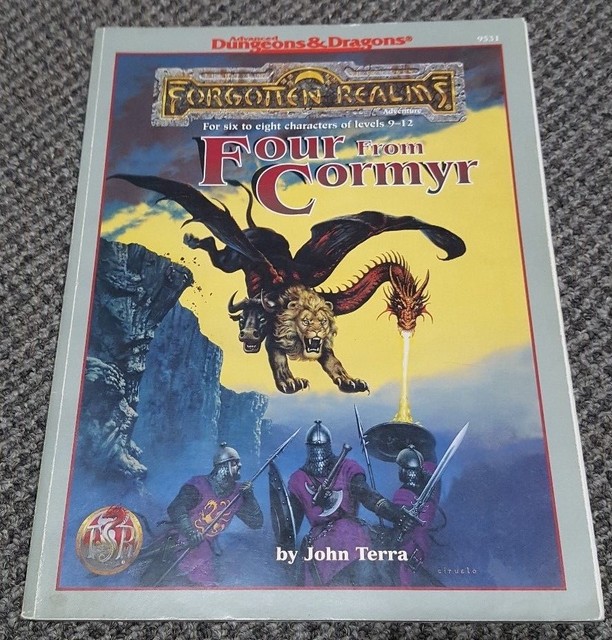 Advanced
Dungeons&Dragons®
9531
FORGOTTEN REALMS
Adventure
For six to eight characters of levels 9-12
Four From
Cormyr
TSR
by John Terra
ciruelo